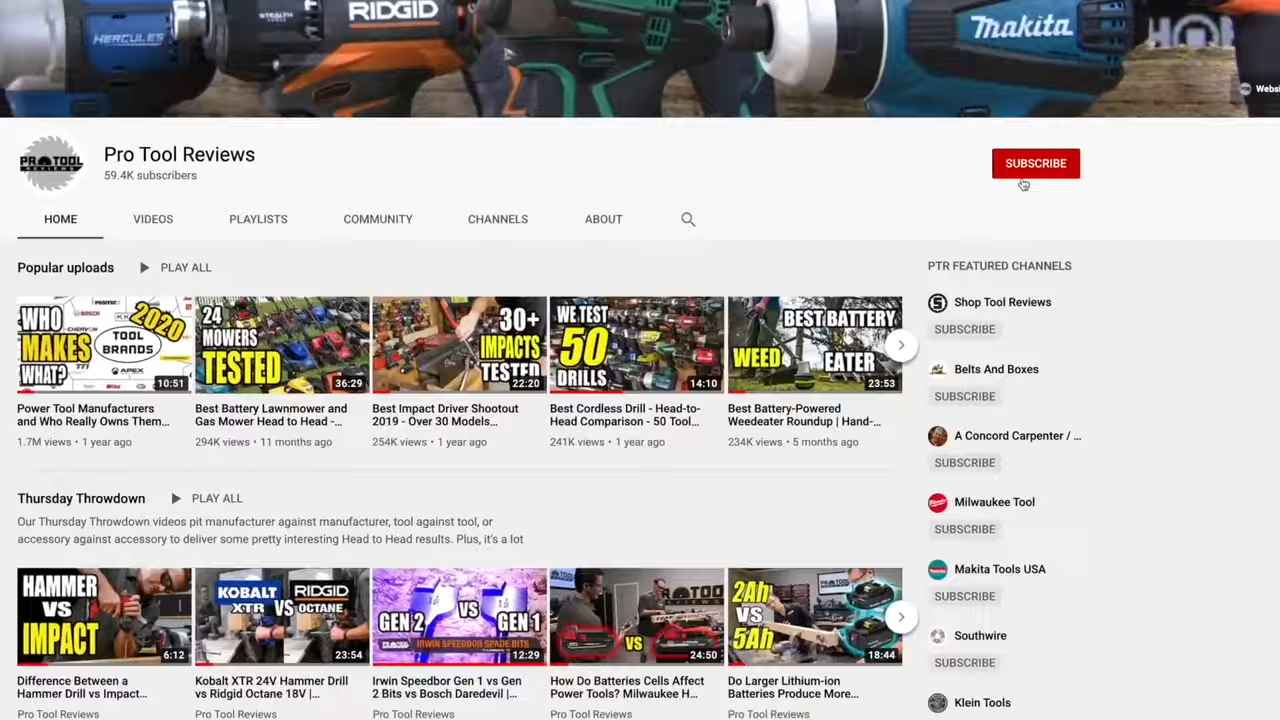 HERCULES
STEALTH
RIDGID
Makita
Websi
PRO TOOL
REVIEWS
Pro Tool Reviews
59.4K subscribers
SUBSCRIBE
HOME
VIDEOS
PLAYLISTS
COMMUNITY
CHANNELS
ABOUT
Popular uploads
PLAY ALL
WHO
MAKES
WHAT?
2020
TOOL
BRANDS
BOSCH
CHERVON
APEX
10:51
24
MOWERS
TESTED
36:29
30+
IMPACTS
TESTED
22:20
WE TEST
50
DRILLS
14:10
BEST BATTERY
WEED
EATER
23:53
Power Tool Manufacturers
and Who Really Owns Them...
1.7M views • 1 year ago
Best Battery Lawnmower and
Gas Mower Head to Head -...
294K views • 11 months ago
Best Impact Driver Shootout
2019 - Over 30 Models...
254K views • 1 year ago
Best Cordless Drill - Head-to-
Head Comparison - 50 Tool...
241K views • 1 year ago
Best Battery-Powered
Weedeater Roundup | Hand-...
234K views • 5 months ago
Thursday Throwdown
PLAY ALL
Our Thursday Throwdown videos pit manufacturer against manufacturer, tool against tool, or
accessory against accessory to deliver some pretty interesting Head to Head results. Plus, it's a lot
HAMMER
VS
IMPACT
6:12
KOBALT
XTR VS OCTANE
RIDGID
23:54
GEN 2 VS GEN 1
IRWIN SPEEDBOR SPADE BITS
12:29
VS
24:50
2Ah
VS
5Ah
18:44
Difference Between a
Hammer Drill vs Impact...
Pro Tool Reviews
Kobalt XTR 24V Hammer Drill
vs Ridgid Octane 18V |...
Pro Tool Reviews
Irwin Speedbor Gen 1 vs Gen
2 Bits vs Bosch Daredevil |...
Pro Tool Reviews
How Do Batteries Cells Affect
Power Tools? Milwaukee H...
Pro Tool Reviews
Do Larger Lithium-ion
Batteries Produce More...
Pro Tool Reviews
PTR FEATURED CHANNELS
Shop Tool Reviews
SUBSCRIBE
Belts And Boxes
SUBSCRIBE
A Concord Carpenter / ...
SUBSCRIBE
Milwaukee Tool
SUBSCRIBE
Makita Tools USA
SUBSCRIBE
Southwire
SUBSCRIBE
Klein Tools